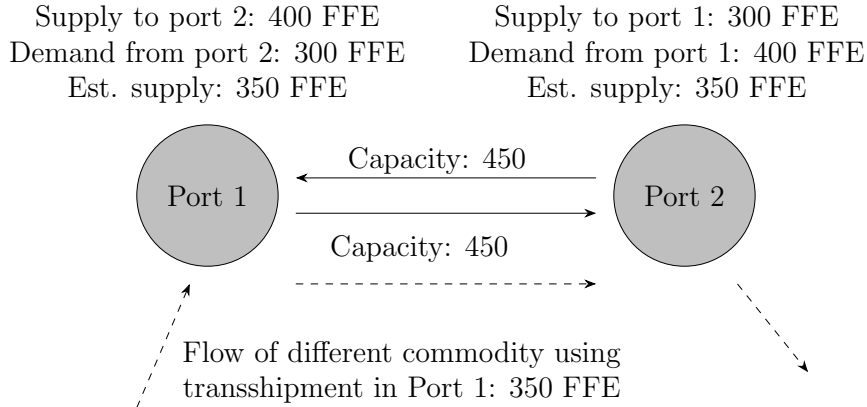 Supply to port 2: 400 FFE
Demand from port 2: 300 FFE
Est. supply: 350 FFE
Supply to port 1: 300 FFE
Demand from port 1: 400 FFE
Est. supply: 350 FFE
Port 1
Capacity: 450
Capacity: 450
Port 2
Flow of different commodity using
transshipment in Port 1: 350 FFE